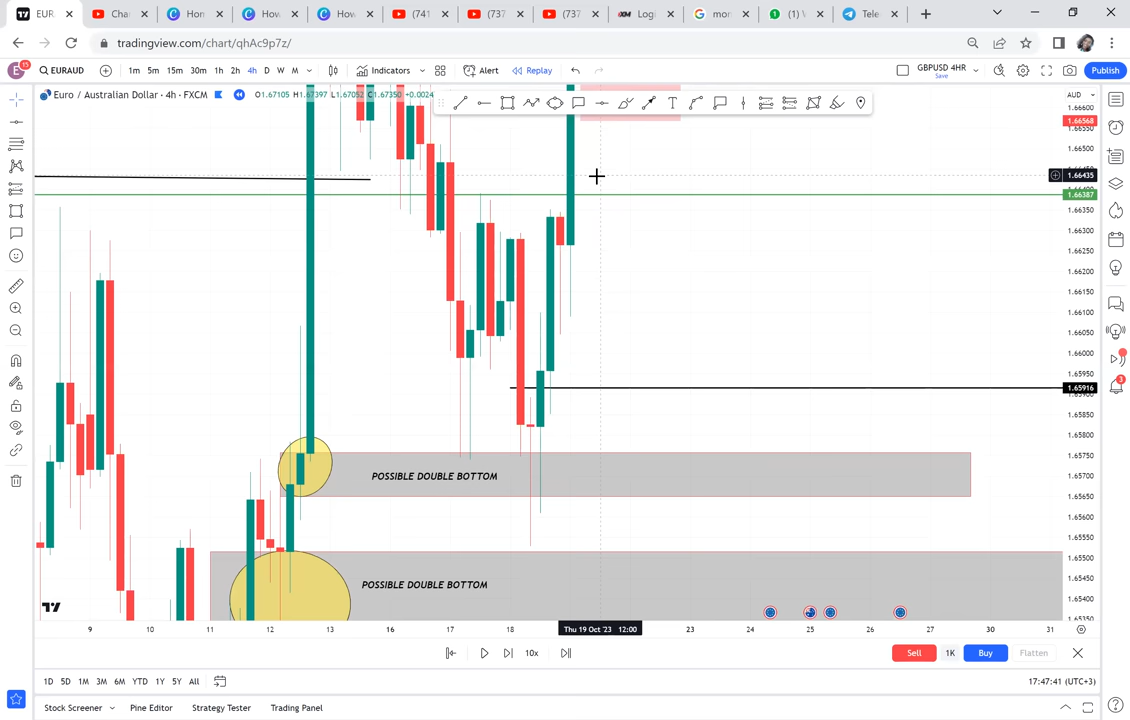 EUR
Cha
Hon
How
How
(741
(737
(737
XM Logi
mon
(1) V
Tele
tradingview.com/chart/qhAc9p7z/
E 15 EURAUD 1m 5m 15m 30m 1h 2h 4h D W M Indicators Alert Replay GBPUSD 4HR Save Publish
Euro / Australian Dollar · 4h · FXCM O1.67105 H1.67397 L1.67052 C1.67350 +0.0024 AUD
1.66600
1.66568
1.66550
1.66500
1.66435
1.66387
1.66350
1.66300
1.66250
1.66200
1.66150
1.66100
1.66050
1.66000
1.65950
1.65916
1.65850
1.65800
1.65750
1.65700
1.65650
1.65600
1.65550
1.65500
1.65450
1.65400
1.65350
POSSIBLE DOUBLE BOTTOM
POSSIBLE DOUBLE BOTTOM
9 10 11 12 13 16 17 18 Thu 19 Oct '23 12:00 23 24 25 26 27 30 31
10x Sell 1K Buy Flatten
1D 5D 1M 3M 6M YTD 1Y 5Y All 17:47:41 (UTC+3)
Stock Screener Pine Editor Strategy Tester Trading Panel
3